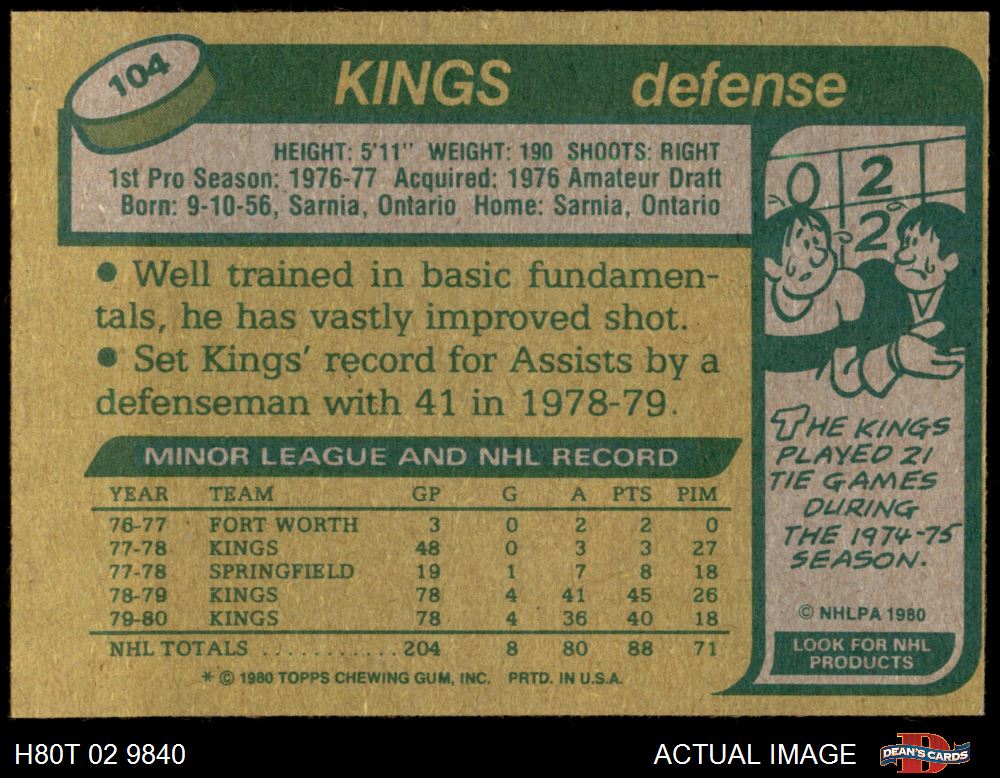 104
KINGS defense
HEIGHT: 5'11" WEIGHT: 190 SHOOTS: RIGHT
1st Pro Season: 1976-77 Acquired: 1976 Amateur Draft
Born: 9-10-56, Sarnia, Ontario Home: Sarnia, Ontario
● Well trained in basic fundamen-
tals, he has vastly improved shot.
● Set Kings' record for Assists by a
defenseman with 41 in 1978-79.
MINOR LEAGUE AND NHL RECORD
YEAR TEAM GP G A PTS PIM
76-77 FORT WORTH 3 0 2 2 0
77-78 KINGS 48 0 3 3 27
77-78 SPRINGFIELD 19 1 7 8 18
78-79 KINGS 78 4 41 45 26
79-80 KINGS 78 4 36 40 18
NHL TOTALS ............204 8 80 88 71
* © 1980 TOPPS CHEWING GUM, INC. PRTD. IN U.S.A.
0 2
2
THE KINGS
PLAYED 21
TIE GAMES
DURING
THE 1974-75
SEASON.
© NHLPA 1980
LOOK FOR NHL
PRODUCTS
H80T 02 9840
ACTUAL IMAGE
D
DEAN'S CARDS